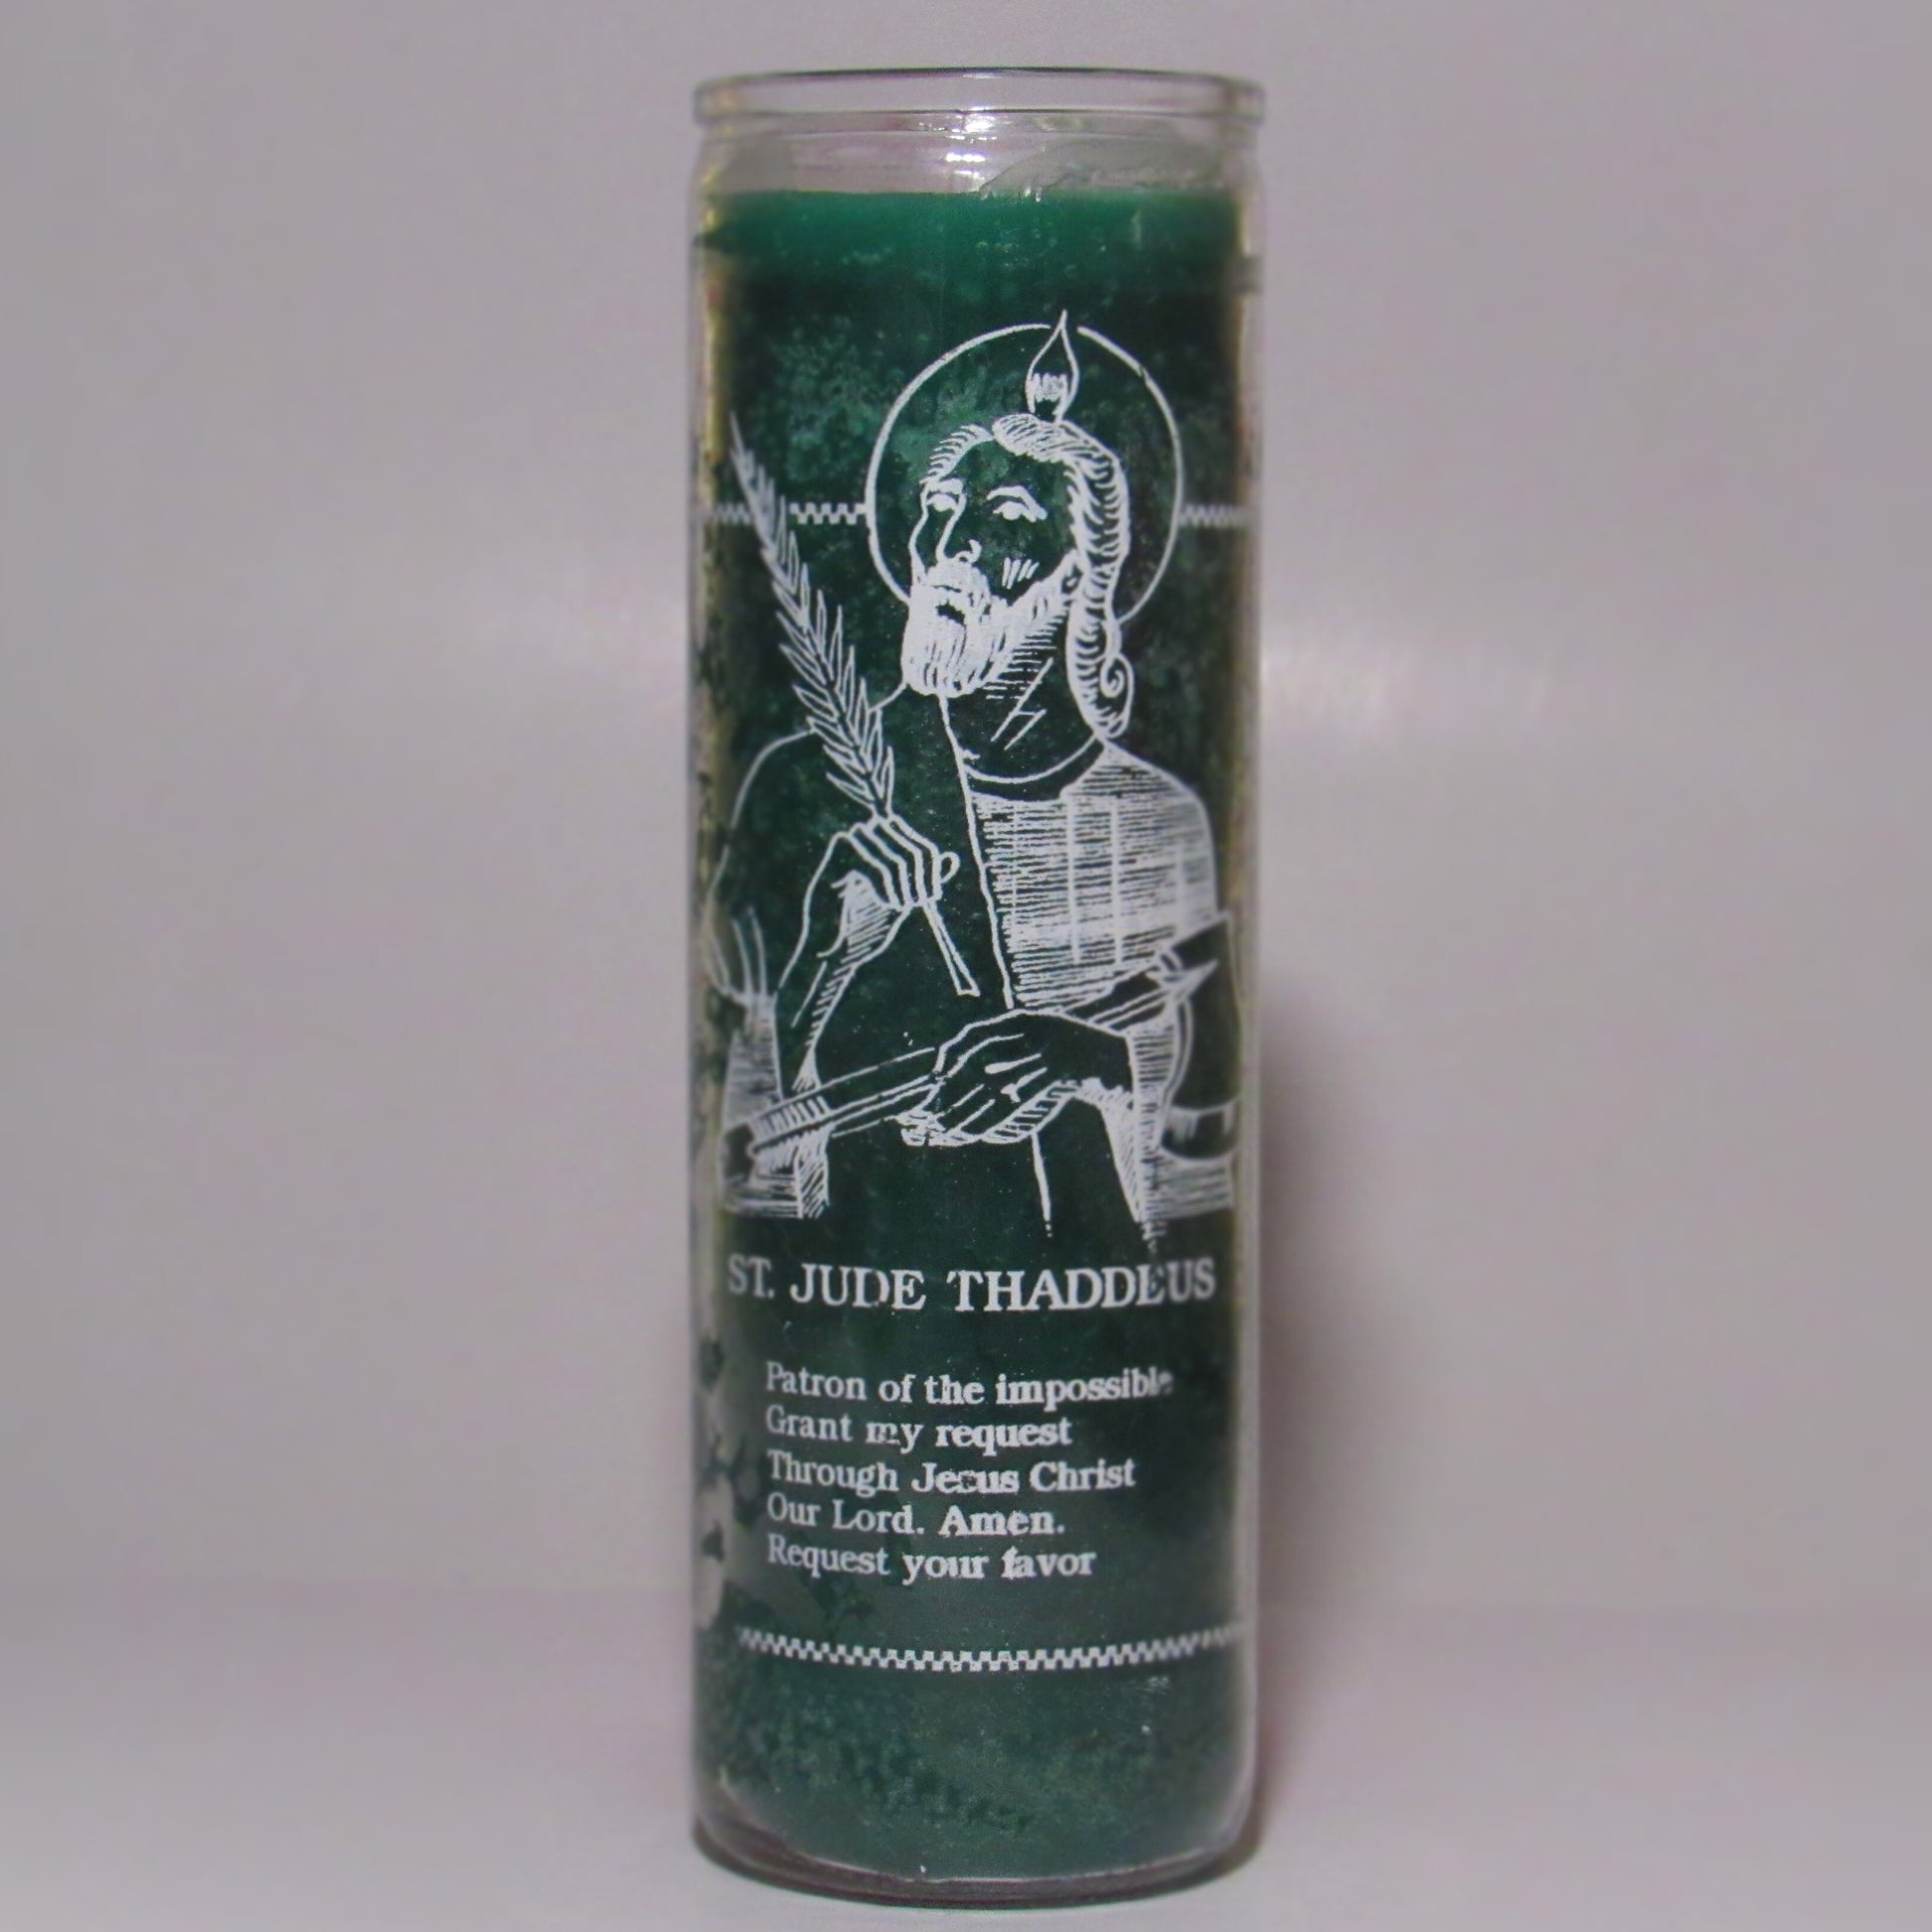 ST. JUDE THADDEUS
Patron of the impossible
Grant my request
Through Jesus Christ
Our Lord. Amen.
Request your favor